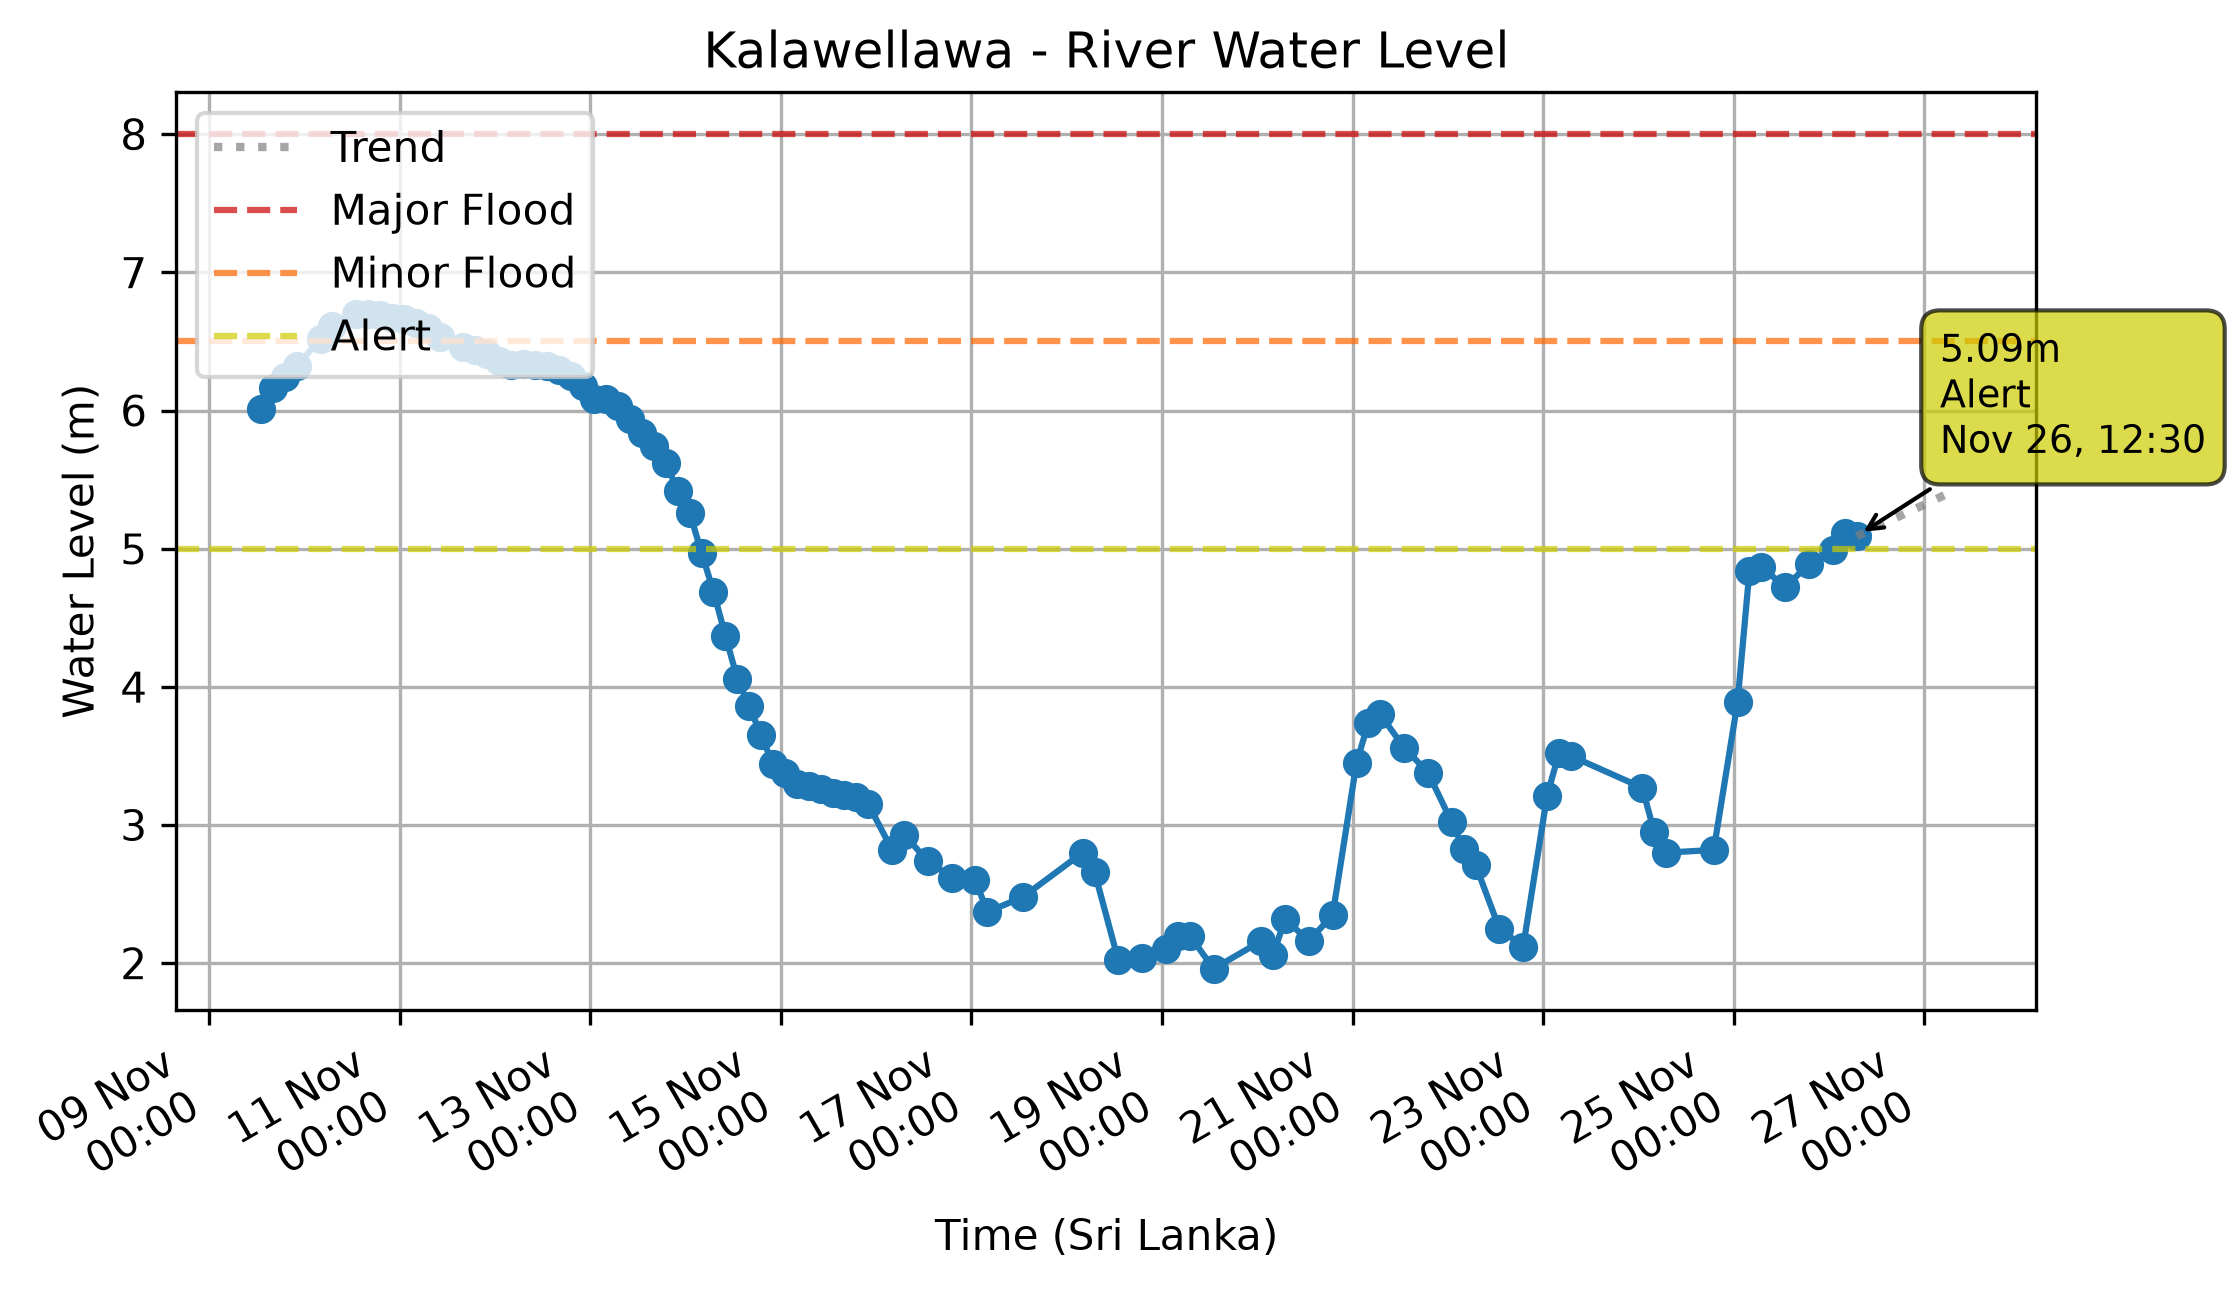 Kalawellawa - River Water Level
Trend
Major Flood
Minor Flood
Alert
5.09m
Alert
Nov 26, 12:30
Water Level (m)
8
7
6
5
4
3
2
09 Nov
00:00
11 Nov
00:00
13 Nov
00:00
15 Nov
00:00
17 Nov
00:00
19 Nov
00:00
21 Nov
00:00
23 Nov
00:00
25 Nov
00:00
27 Nov
00:00
Time (Sri Lanka)